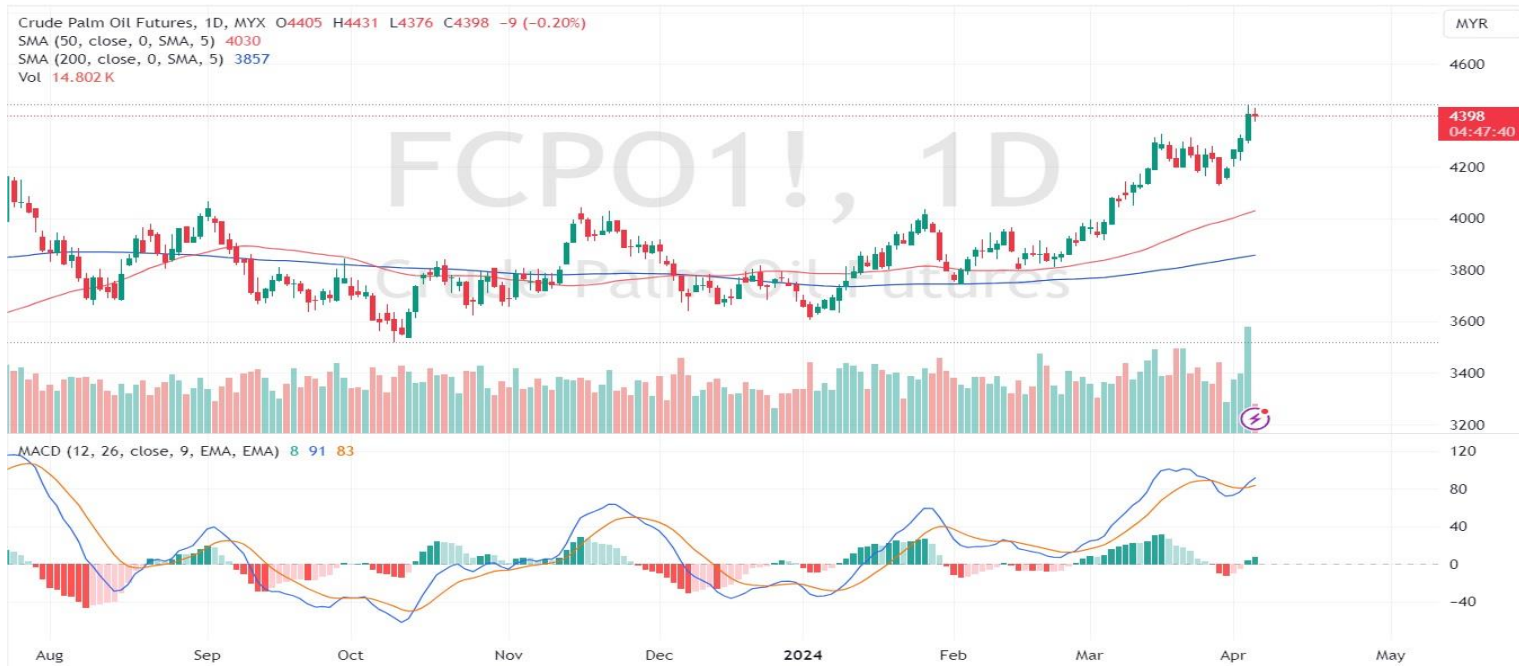 Crude Palm Oil Futures, 1D, MYX O4405 H4431 L4376 C4398 −9 (−0.20%)
SMA (50, close, 0, SMA, 5) 4030
SMA (200, close, 0, SMA, 5) 3857
Vol 14.802 K
MYR
4600
4398
04:47:40
4200
4000
3800
3600
3400
3200
FCPO1!, 1D
Crude Palm Oil Futures
MACD (12, 26, close, 9, EMA, EMA) 8 91 83
120
80
40
0
−40
Aug Sep Oct Nov Dec 2024 Feb Mar Apr May